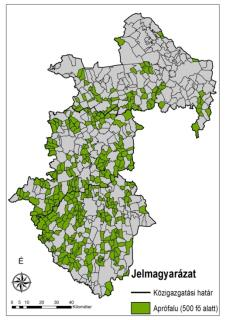 Jelmagyarázat
Közigazgatási határ
Aprófalu (500 fő alatt)
É
0 5 10 20 30 40
Kilométer